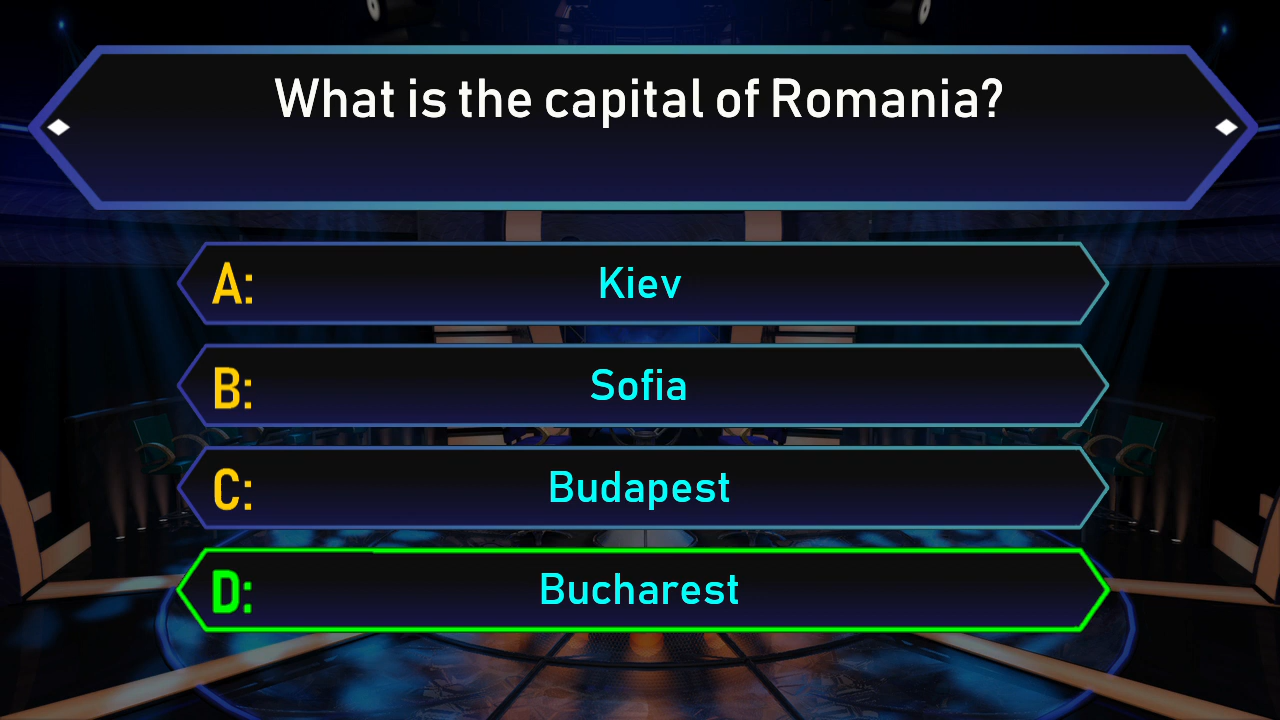 What is the capital of Romania?
A: Kiev
B: Sofia
C: Budapest
D: Bucharest